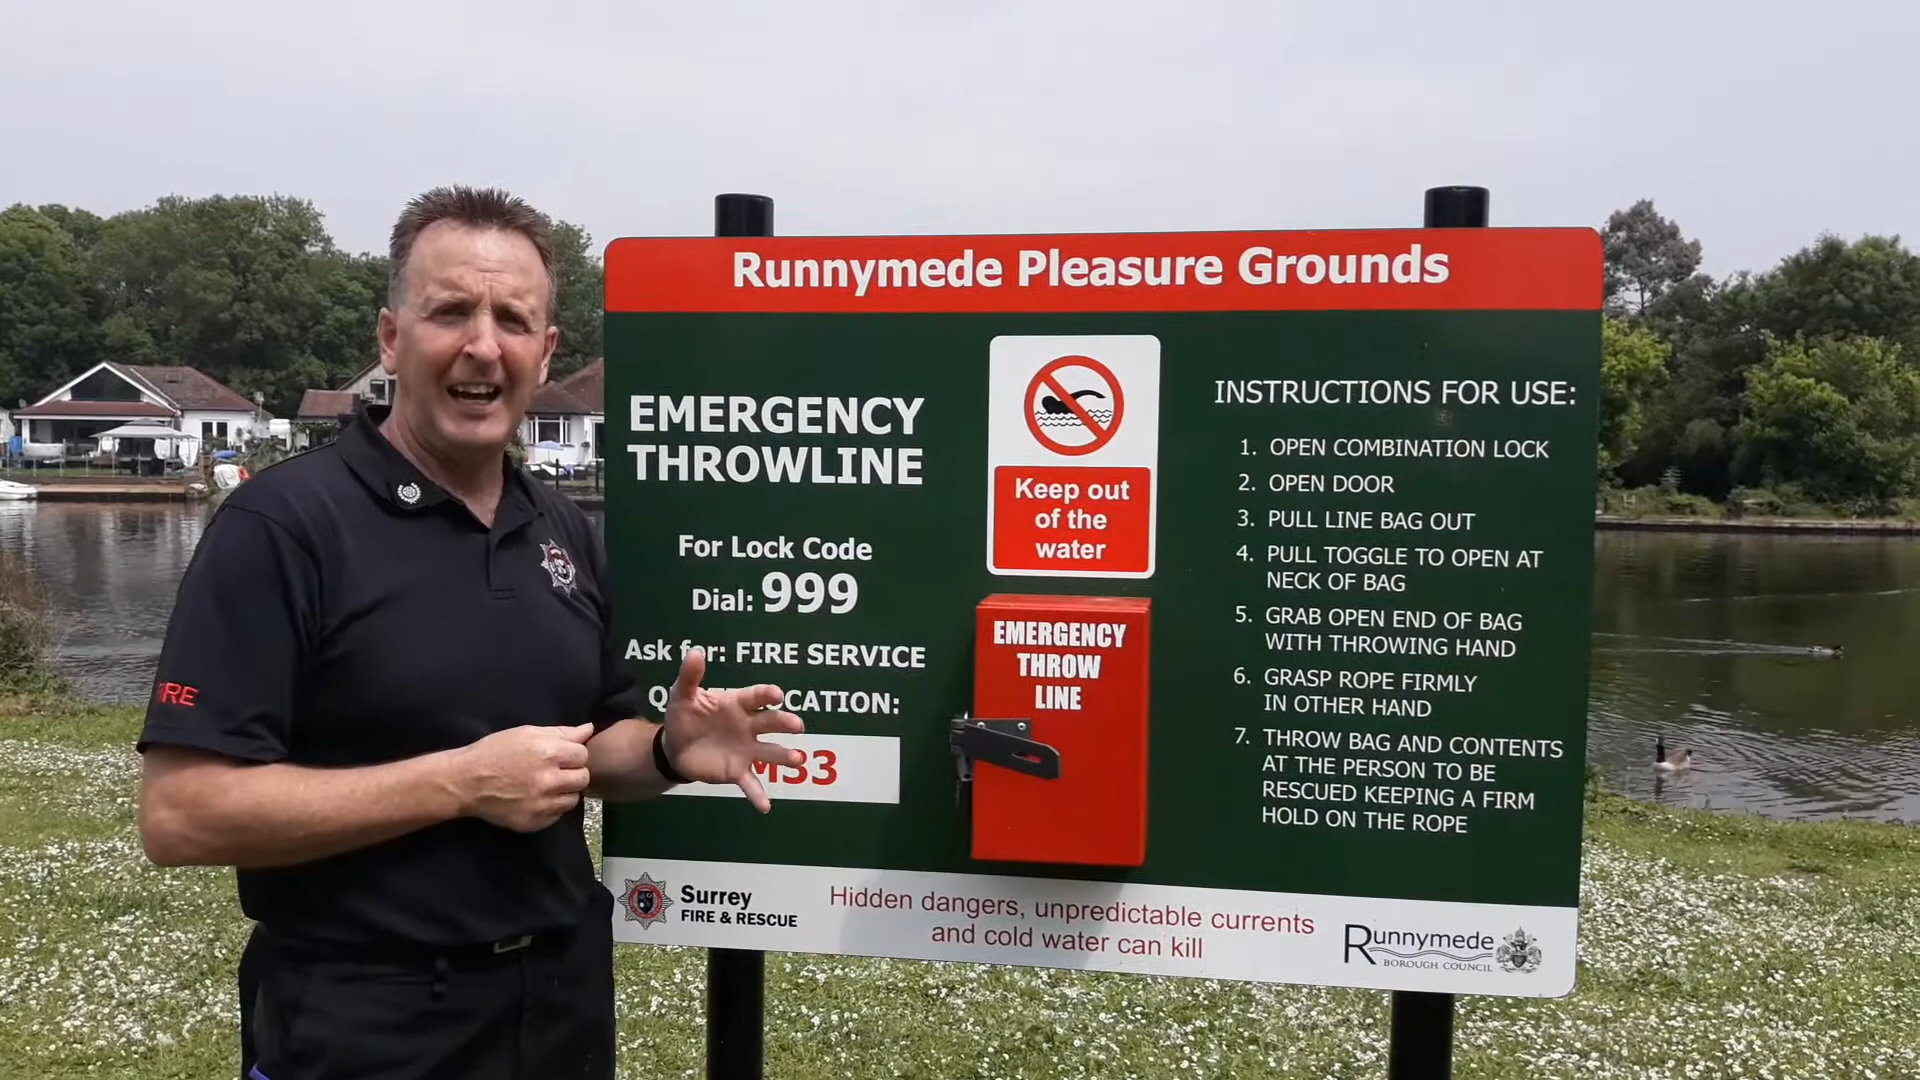 Runnymede Pleasure Grounds
EMERGENCY
THROWLINE
For Lock Code
Dial: 999
Ask for: FIRE SERVICE
LOCATION:
33
Keep out
of the
water
EMERGENCY
THROW
LINE
INSTRUCTIONS FOR USE:
1. OPEN COMBINATION LOCK
2. OPEN DOOR
3. PULL LINE BAG OUT
4. PULL TOGGLE TO OPEN AT
NECK OF BAG
5. GRAB OPEN END OF BAG
WITH THROWING HAND
6. GRASP ROPE FIRMLY
IN OTHER HAND
7. THROW BAG AND CONTENTS
AT THE PERSON TO BE
RESCUED KEEPING A FIRM
HOLD ON THE ROPE
Surrey
FIRE & RESCUE
Hidden dangers, unpredictable currents
and cold water can kill
Runnymede
BOROUGH COUNCIL
FIRE